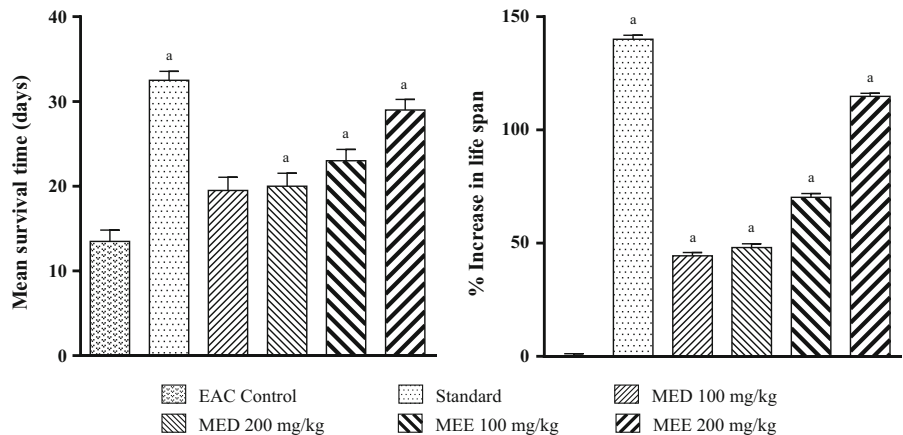 Mean survival time (days)
40
30
20
10
0
a
a
a
a
% Increase in life span
150
100
50
0
a
a
a
a
a
EAC Control
Standard
MED 100 mg/kg
MED 200 mg/kg
MEE 100 mg/kg
MEE 200 mg/kg